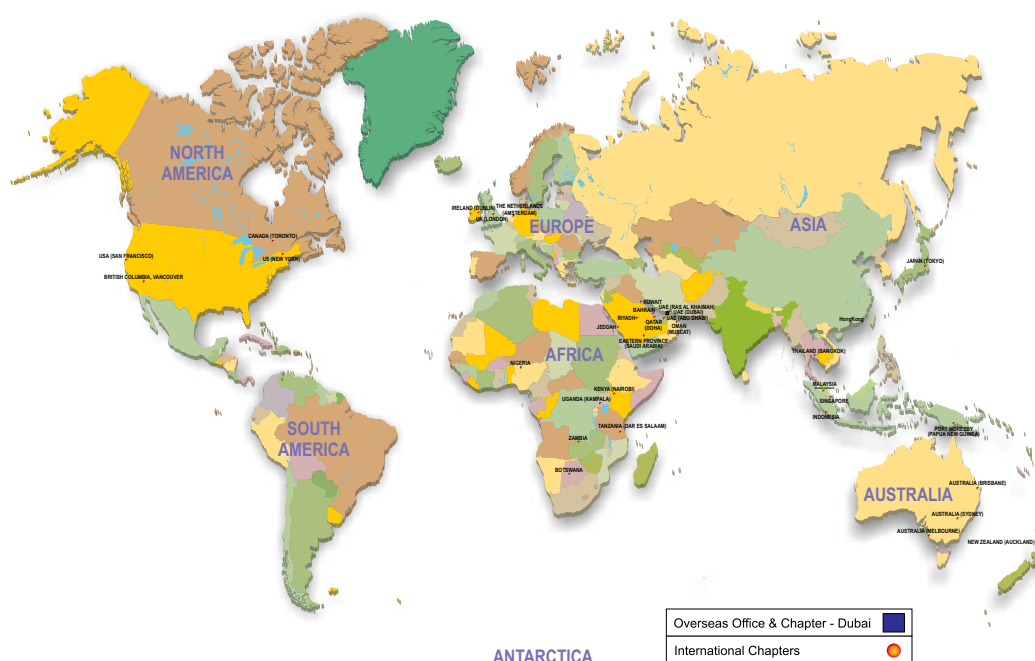 NORTH
AMERICA
CANADA (TORONTO)
USA (SAN FRANCISCO)
US (NEW YORK)
BRITISH COLUMBIA, VANCOUVER
SOUTH
AMERICA
IRELAND (DUBLIN)
THE NETHERLANDS
(AMSTERDAM)
UK (LONDON)
EUROPE
ASIA
JAPAN (TOKYO)
KUWAIT
BAHRAIN
UAE (RAS AL KHAIMAH)
UAE (DUBAI)
UAE (ABU DHABI)
RIYADH
QATAR
(DOHA)
OMAN
(MUSCAT)
JEDDAH
EASTERN PROVINCE
(SAUDI ARABIA)
HongKong
AFRICA
NIGERIA
THAILAND (BANGKOK)
KENYA (NAIROBI)
UGANDA (KAMPALA)
MALAYSIA
SINGAPORE
INDONESIA
TANZANIA (DAR ES SALAAM)
PORT MORESBY
(PAPUA NEW GUINEA)
ZAMBIA
BOTSWANA
AUSTRALIA
AUSTRALIA (BRISBANE)
AUSTRALIA (SYDNEY)
AUSTRALIA (MELBOURNE)
NEW ZEALAND (AUCKLAND)
Overseas Office & Chapter - Dubai
International Chapters
ANTARCTICA